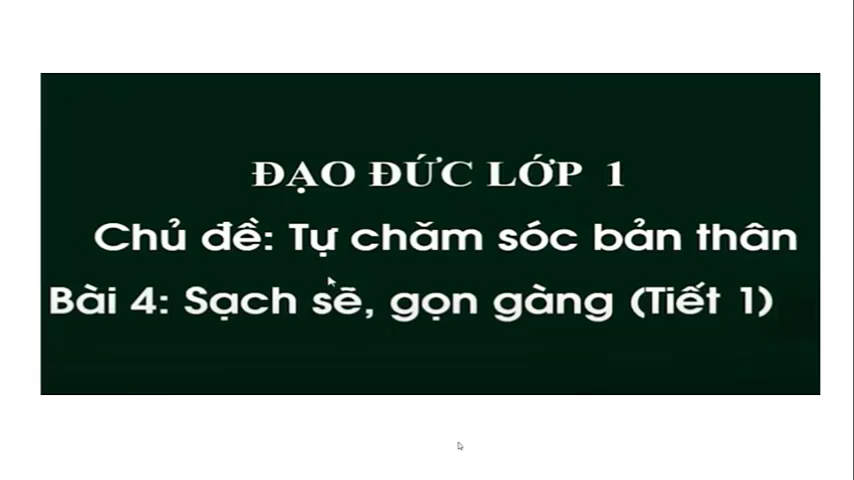 ĐẠO ĐỨC LỚP 1
Chủ đề: Tự chăm sóc bản thân
Bài 4: Sạch sẽ, gọn gàng (Tiết 1)